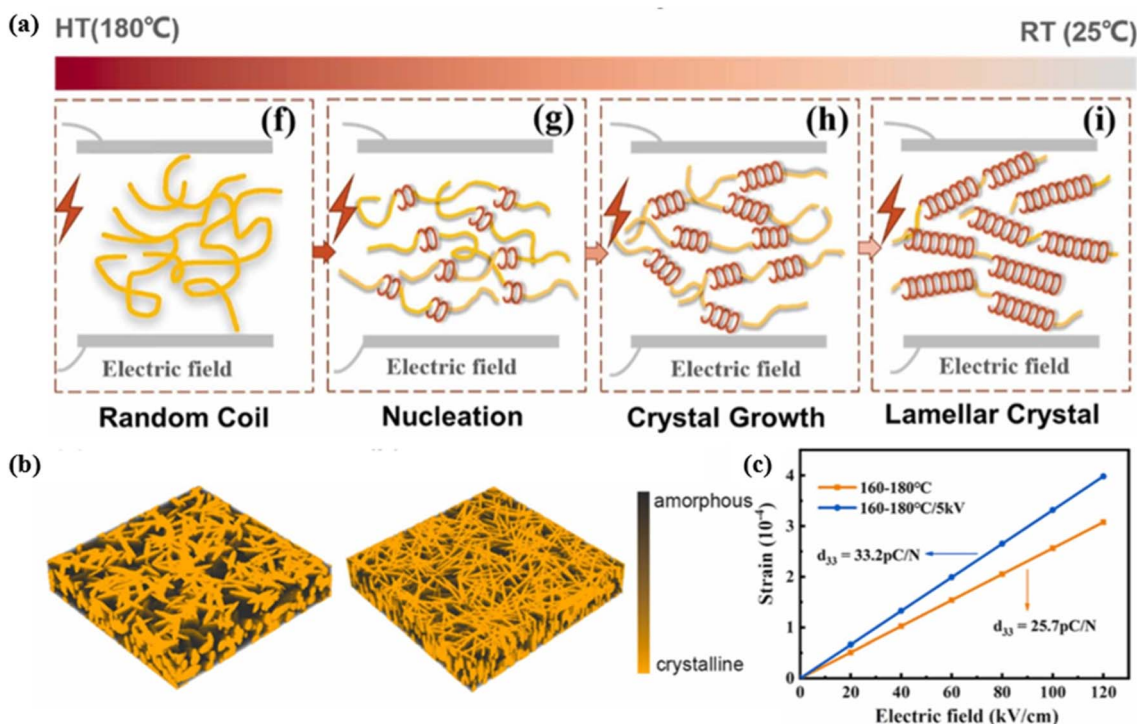 (a)
HT(180℃)
RT (25℃)
(f)
(g)
(h)
(i)
Electric field
Electric field
Electric field
Electric field
Random Coil
Nucleation
Crystal Growth
Lamellar Crystal
(b)
amorphous
crystalline
(c)
4
3
2
1
0
Strain (10⁻⁴)
160-180℃
160-180℃/5kV
d₃₃ = 33.2pC/N
d₃₃ = 25.7pC/N
0 20 40 60 80 100 120
Electric field (kV/cm)